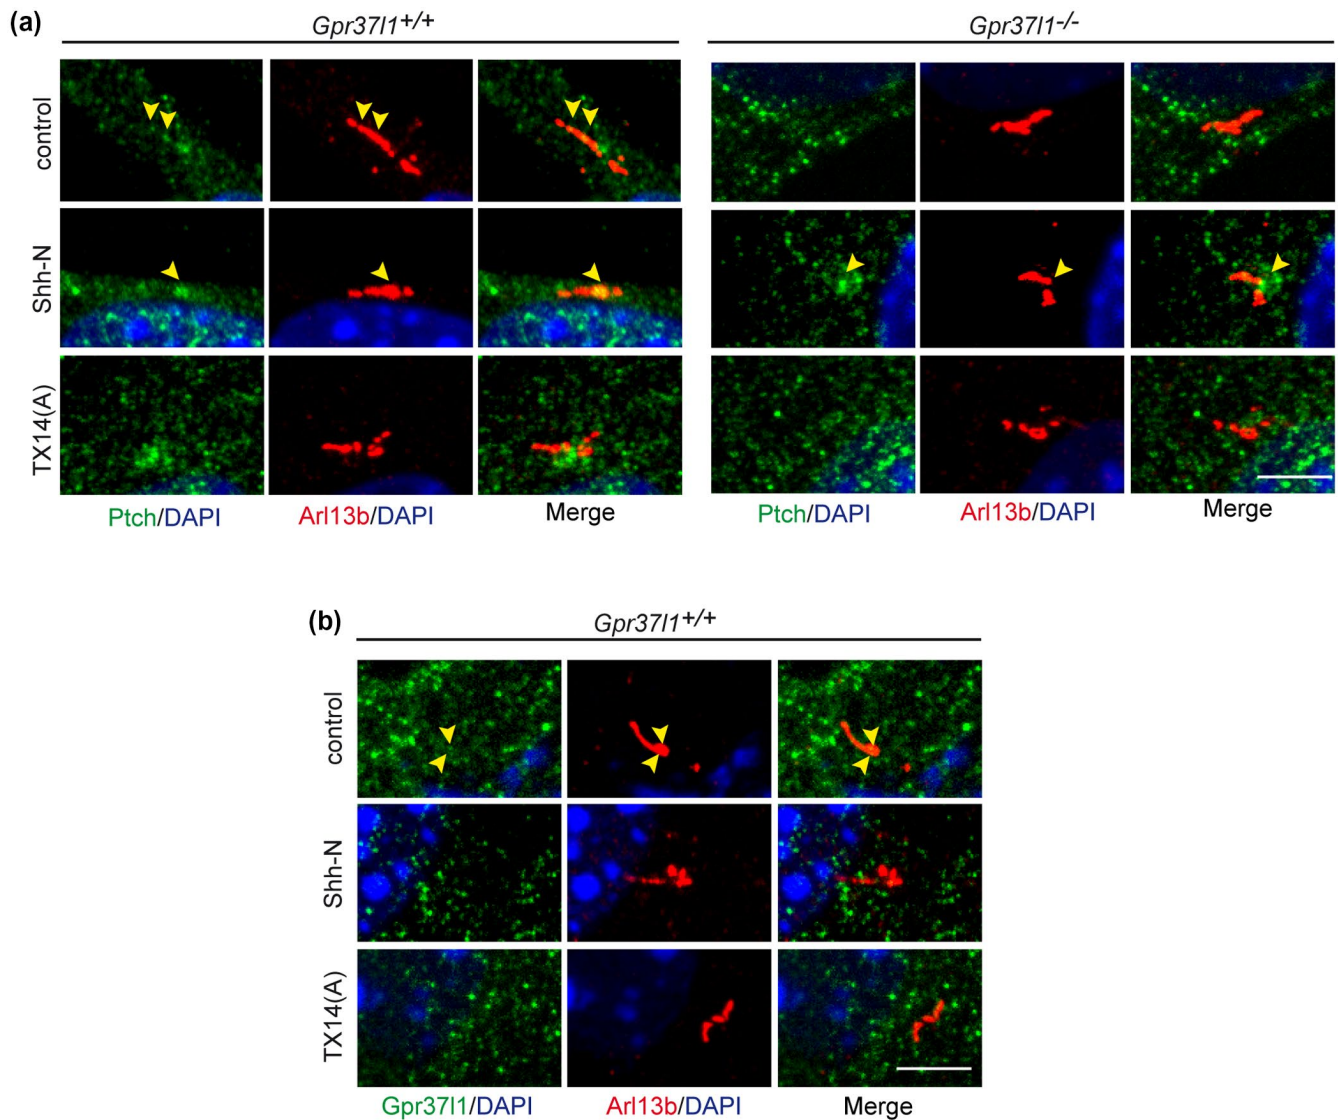 (a)
Gpr37l1+/+
Gpr37l1-/-
control
Shh-N
TX14(A)
Ptch/DAPI
Arl13b/DAPI
Merge
Ptch/DAPI
Arl13b/DAPI
Merge
(b)
Gpr37l1+/+
control
Shh-N
TX14(A)
Gpr37l1/DAPI
Arl13b/DAPI
Merge